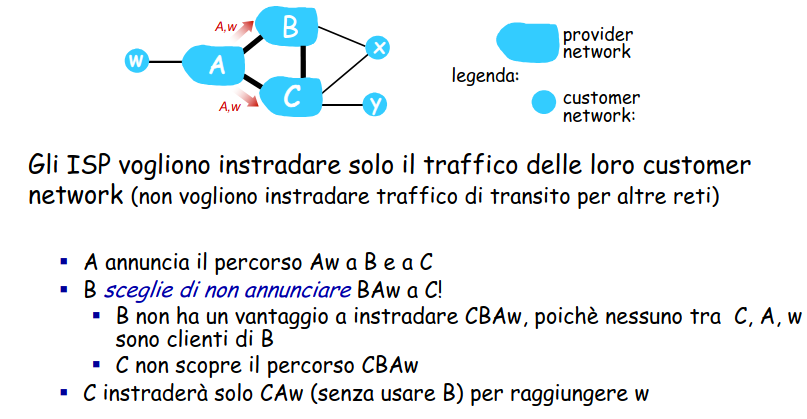 A,w
B
provider
network
w
A
x
legenda:
A,w
C
y
customer
network:
Gli ISP vogliono instradare solo il traffico delle loro customer
network (non vogliono instradare traffico di transito per altre reti)
▪ A annuncia il percorso Aw a B e a C
▪ B sceglie di non annunciare BAw a C!
▪ B non ha un vantaggio a instradare CBAw, poichè nessuno tra C, A, w
sono clienti di B
▪ C non scopre il percorso CBAw
▪ C instraderà solo CAw (senza usare B) per raggiungere w